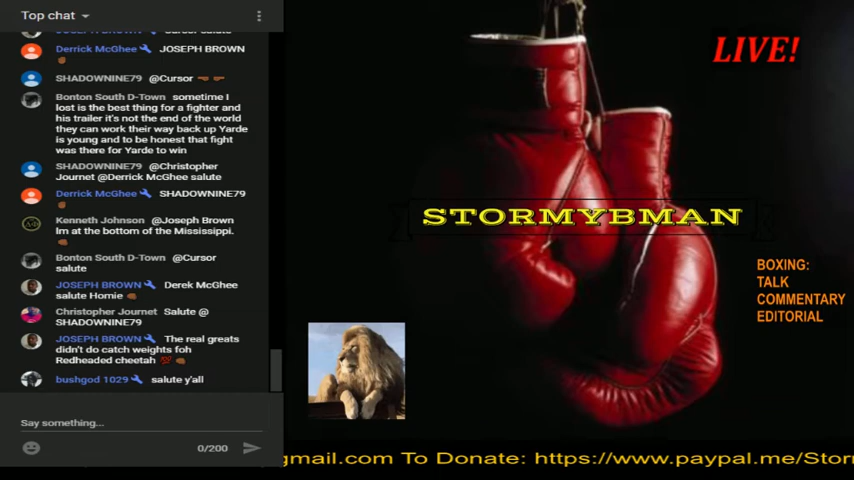 Top chat
Derrick McGhee JOSEPH BROWN
SHADOWNINE79 @Cursor
Bonton South D-Town sometime I
lost is the best thing for a fighter and
his trailer it's not the end of the world
they can work their way back up Yarde
is young and to be honest that fight
was there for Yarde to win
SHADOWNINE79 @Christopher
Journet @Derrick McGhee salute
Derrick McGhee SHADOWNINE79
Kenneth Johnson @Joseph Brown
Im at the bottom of the Mississippi.
Bonton South D-Town @Cursor
salute
JOSEPH BROWN Derek McGhee
salute Homie
Christopher Journet Salute @
SHADOWNINE79
JOSEPH BROWN The real greats
didn't do catch weights foh
Redheaded cheetah 💯
bushgod 1029 salute y'all
Say something...
0/200
LIVE!
STORMYBMAN
BOXING:
TALK
COMMENTARY
EDITORIAL
gmail.com To Donate: https://www.paypal.me/Stor